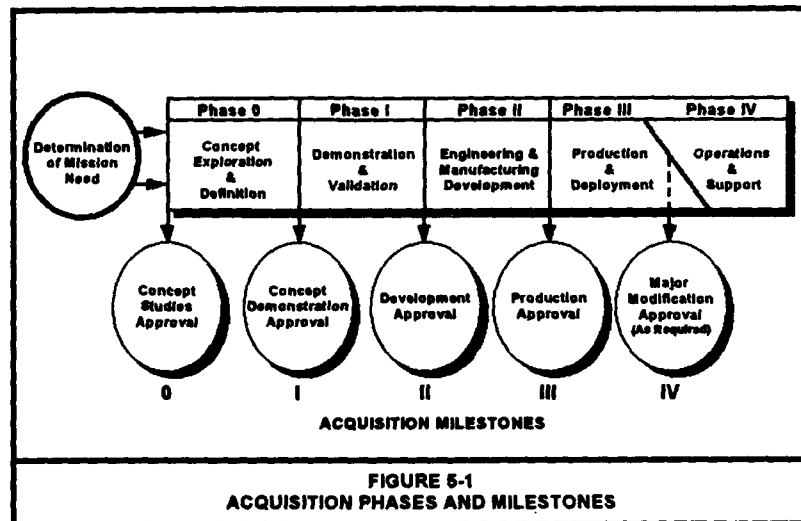 Phase 0
Phase I
Phase II
Phase III
Phase IV
Determination
of Mission
Need
Concept
Exploration
&
Definition
Demonstration
&
Validation
Engineering &
Manufacturing
Development
Production
&
Deployment
Operations
&
Support
Concept
Studies
Approval
Concept
Demonstration
Approval
Development
Approval
Production
Approval
Major
Modification
Approval
(As Required)
0
I
II
III
IV
ACQUISITION MILESTONES
FIGURE 5-1
ACQUISITION PHASES AND MILESTONES